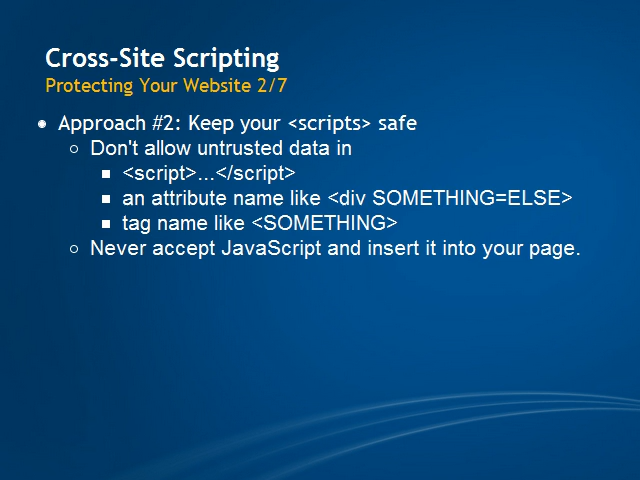 Cross-Site Scripting
Protecting Your Website 2/7
Approach #2: Keep your <scripts> safe
Don't allow untrusted data in
<script>...</script>
an attribute name like <div SOMETHING=ELSE>
tag name like <SOMETHING>
Never accept JavaScript and insert it into your page.